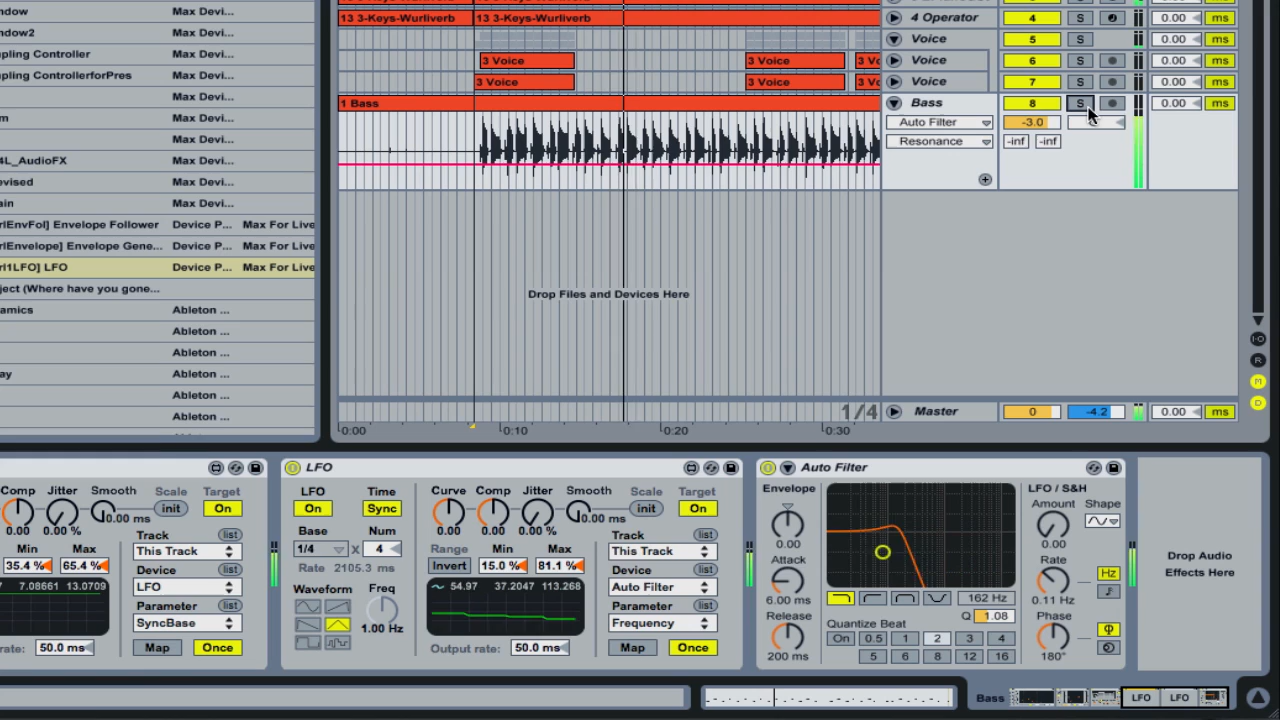 ndow Max Devi...
ndow2 Max Devi...
mpling Controller Max Devi...
mpling ControllerforPres Max Devi...
Max Devi...
m Max Devi...
Max Devi...
4L_AudioFX Max Devi...
evised Max Devi...
ain Max Devi...
rlEnvFol] Envelope Follower Device P... Max For Live
rlEnvelope] Envelope Gene... Device P... Max For Live
rl1LFO] LFO Device P... Max For Live
ject (Where have you gone...
amics Ableton ...
Ableton ...
Ableton ...
ay Ableton ...
Ableton ...
Ableton ...
13 3-Keys-Wurliverb 13 3-Keys-Wurliverb
3 Voice 3 Voice 3 Vo
3 Voice 3 Voice 3 Vo
1 Bass
Drop Files and Devices Here
1/4
0:00 0:10 0:20 0:30
4 Operator 4 S 0.00 ms
Voice 5 S 0.00 ms
Voice 6 S 0.00 ms
Voice 7 S 0.00 ms
Bass 8 S 0.00 ms
Auto Filter -3.0
Resonance -inf -inf
Master 0 -4.2 0.00 ms
I·O
R
M
D
Comp Jitter Smooth Scale Target
init On
0.00 0.00 % 0.00 ms
Min Max
35.4 % 65.4 %
7.08661 13.0709
rate: 50.0 ms
Track list
This Track
Device
LFO
Parameter list
SyncBase
Map Once
LFO
LFO Time
On Sync
Base Num
1/4 x 4
Rate 2105.3 ms
Waveform Freq
1.00 Hz
Curve Comp Jitter Smooth Scale Target
init On
0.00 0.00 0.00 % 0.00 ms
Range Min Max
Invert 15.0 % 81.1 %
~ 54.97 37.2047 113.268
Output rate: 50.0 ms
Track list
This Track
Device
Auto Filter
Parameter list
Frequency
Map Once
Auto Filter
Envelope
0.00
Attack
6.00 ms
Release
200 ms
162 Hz
Quantize Beat Q 1.08
On 0.5 1 2 3 4
5 6 8 12 16
LFO / S&H
Amount Shape
0.00
Rate Hz
0.11 Hz
Phase
180°
Drop Audio
Effects Here
Bass LFO LFO